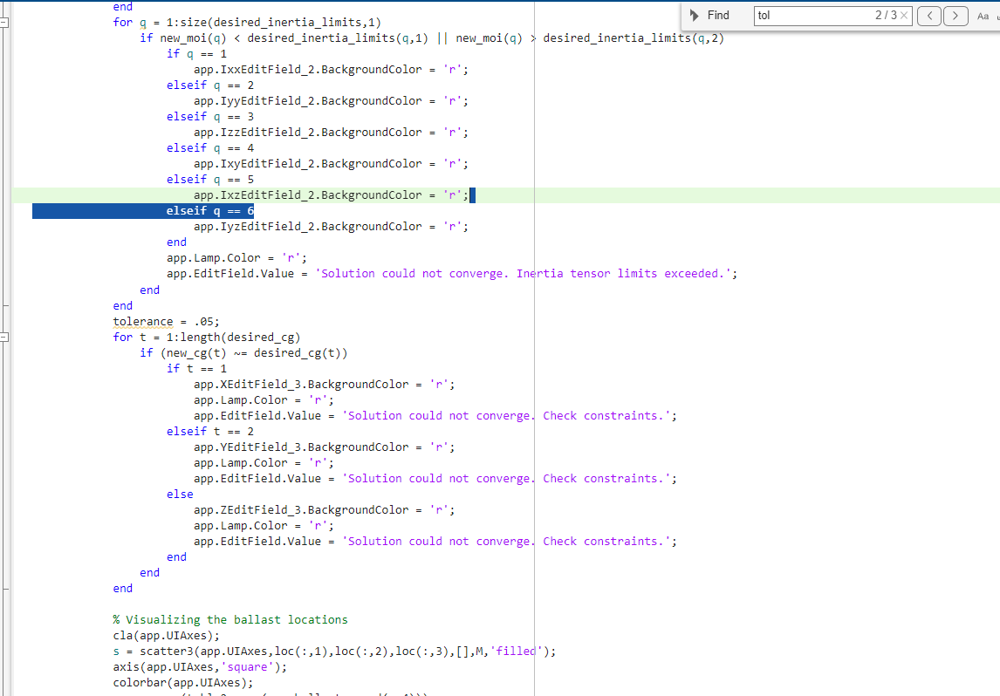 end
for q = 1:size(desired_inertia_limits,1)
if new_moi(q) < desired_inertia_limits(q,1) || new_moi(q) > desired_inertia_limits(q,2)
if q == 1
app.IxxEditField_2.BackgroundColor = 'r';
elseif q == 2
app.IyyEditField_2.BackgroundColor = 'r';
elseif q == 3
app.IzzEditField_2.BackgroundColor = 'r';
elseif q == 4
app.IxyEditField_2.BackgroundColor = 'r';
elseif q == 5
app.IxzEditField_2.BackgroundColor = 'r';
elseif q == 6
app.IyzEditField_2.BackgroundColor = 'r';
end
app.Lamp.Color = 'r';
app.EditField.Value = 'Solution could not converge. Inertia tensor limits exceeded.';
end
end
tolerance = .05;
for t = 1:length(desired_cg)
if (new_cg(t) ~= desired_cg(t))
if t == 1
app.XEditField_3.BackgroundColor = 'r';
app.Lamp.Color = 'r';
app.EditField.Value = 'Solution could not converge. Check constraints.';
elseif t == 2
app.YEditField_3.BackgroundColor = 'r';
app.Lamp.Color = 'r';
app.EditField.Value = 'Solution could not converge. Check constraints.';
else
app.ZEditField_3.BackgroundColor = 'r';
app.Lamp.Color = 'r';
app.EditField.Value = 'Solution could not converge. Check constraints.';
end
end
end
% Visualizing the ballast locations
cla(app.UIAxes);
s = scatter3(app.UIAxes,loc(:,1),loc(:,2),loc(:,3),[],M,'filled');
axis(app.UIAxes,'square');
colorbar(app.UIAxes);
Find tol 2 / 3 Aa